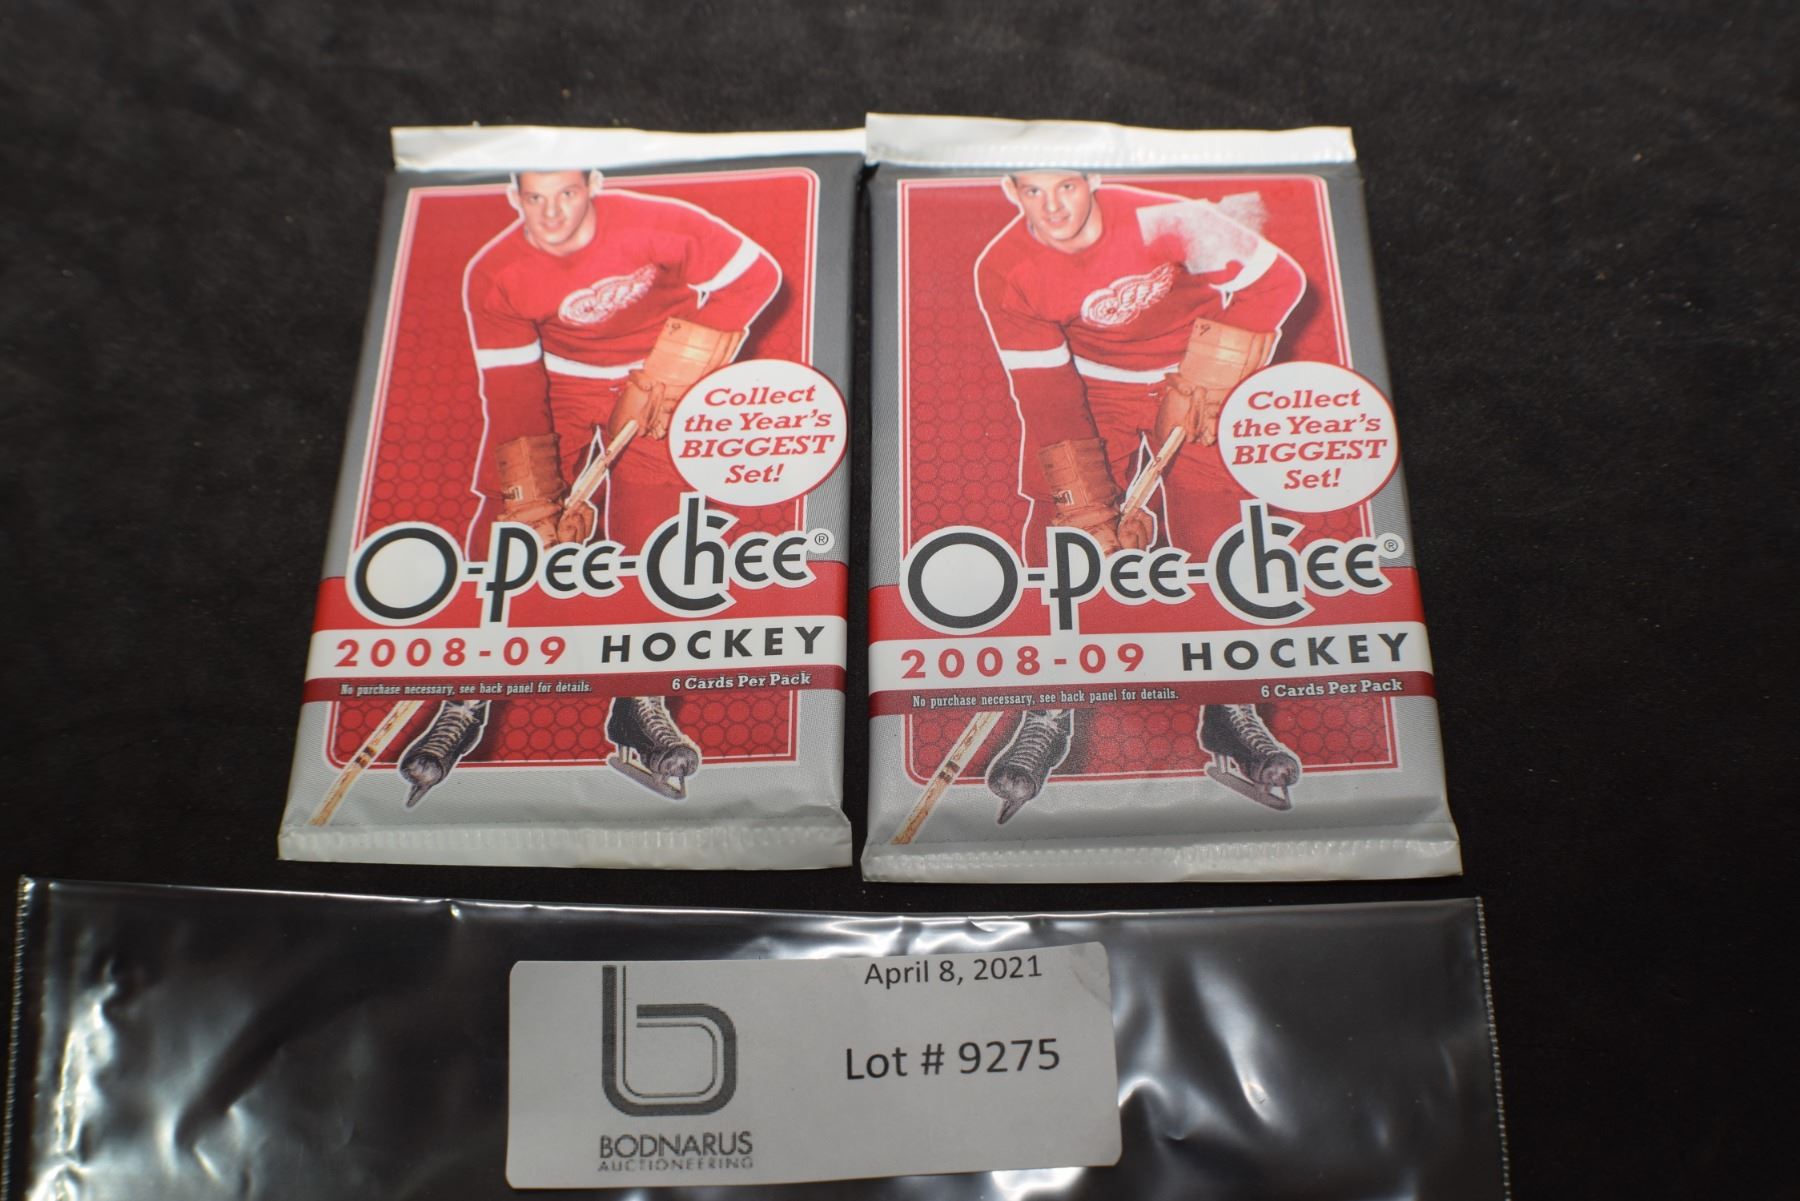 Collect
the Year's
BIGGEST
Set!
O-Pee-Chee®
2008-09 HOCKEY
No purchase necessary, see back panel for details. 6 Cards Per Pack
Collect
the Year's
BIGGEST
Set!
O-Pee-Chee®
2008-09 HOCKEY
No purchase necessary, see back panel for details. 6 Cards Per Pack
April 8, 2021
Lot # 9275
b
BODNARUS
AUCTIONEERING